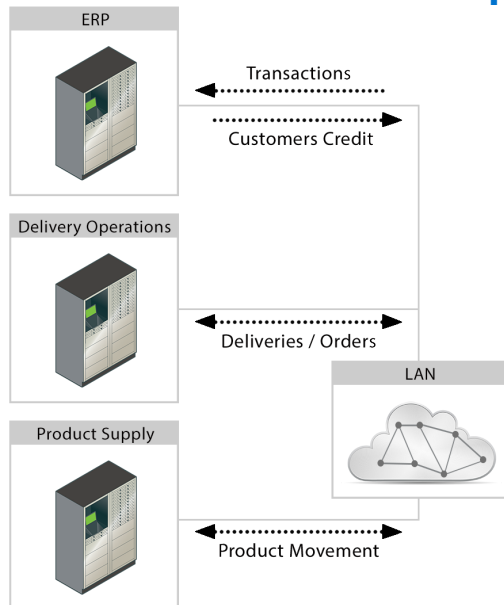 ERP
Transactions
Customers Credit
Delivery Operations
Deliveries / Orders
LAN
Product Supply
Product Movement